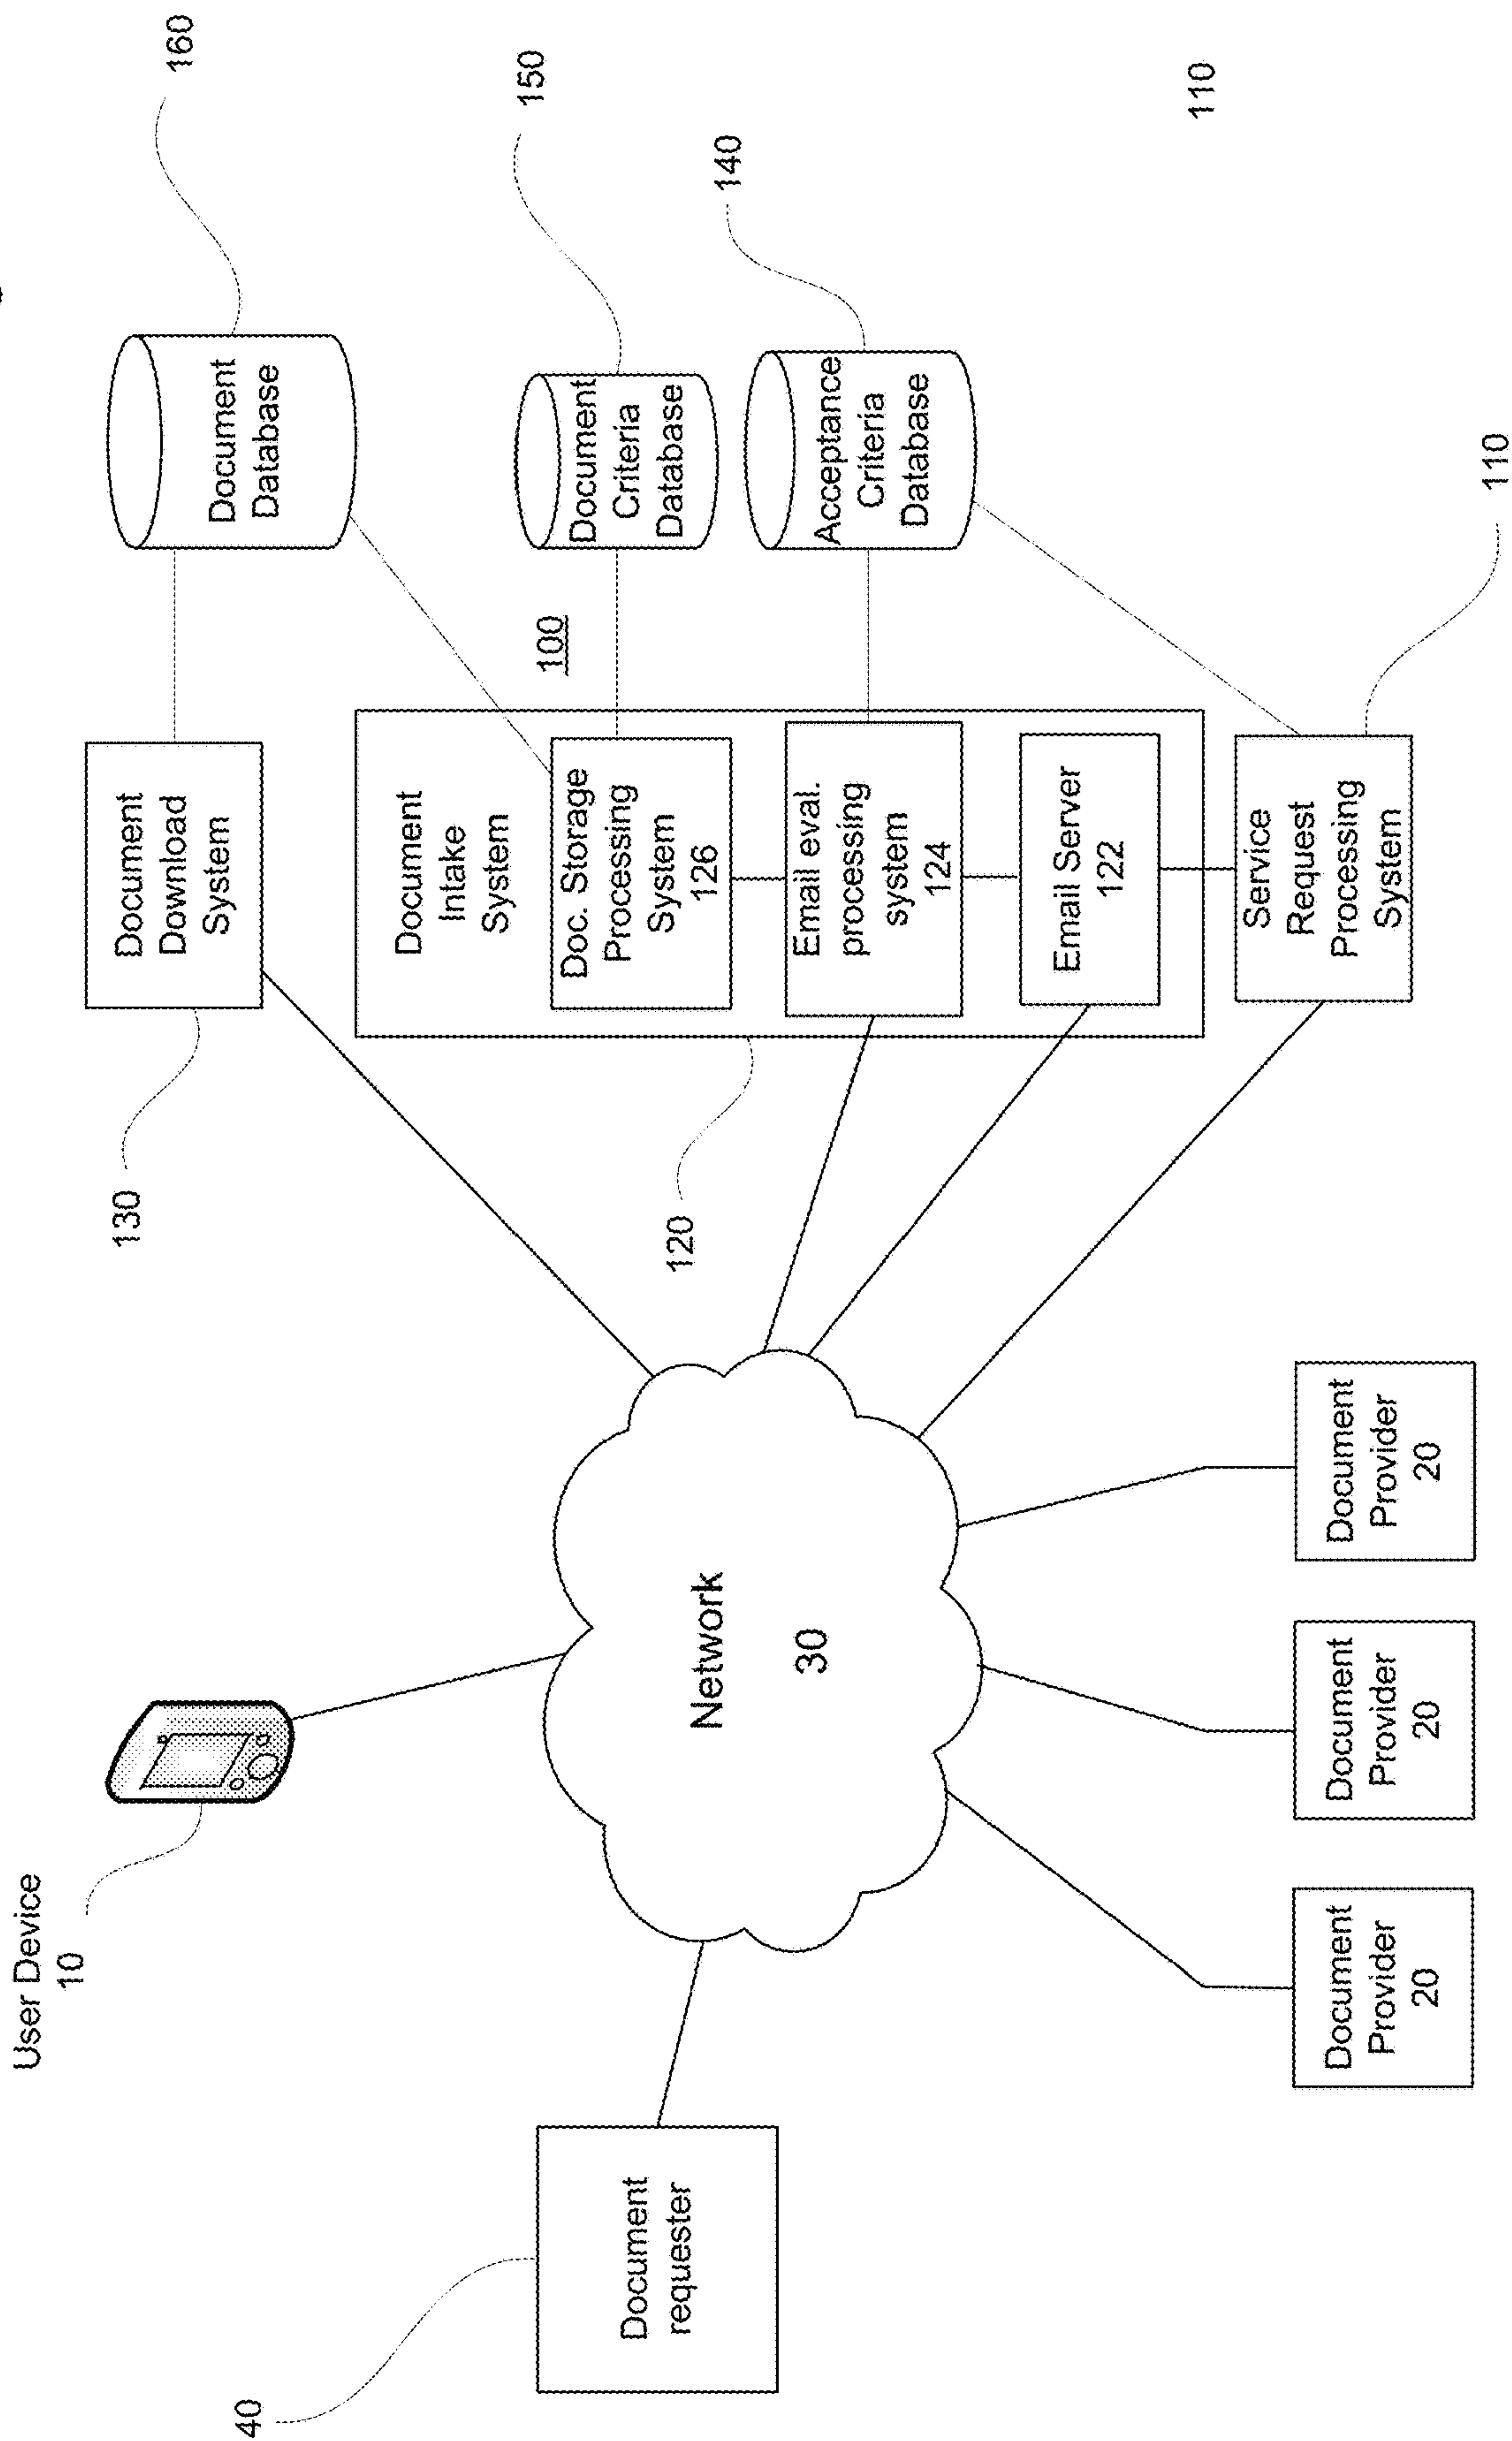 User Device
10
40
Document
requester
Network
30
Document
Provider
20
Document
Provider
20
Document
Provider
20
130
Document
Download
System
120
Document
Intake
System
Doc. Storage
Processing
System
126
Email eval.
processing
system
124
Email Server
122
Service
Request
Processing
System
110
100
Document
Database
160
Document
Criteria
Database
150
Acceptance
Criteria
Database
140
110